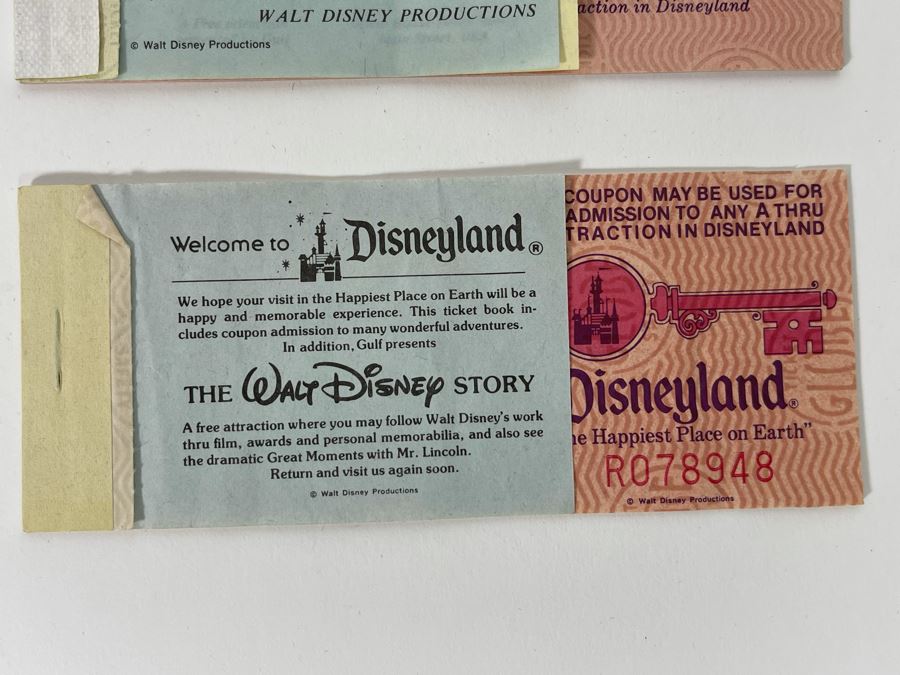 WALT DISNEY PRODUCTIONS
© Walt Disney Productions
action in Disneyland
Welcome to Disneyland®
We hope your visit in the Happiest Place on Earth will be a
happy and memorable experience. This ticket book in-
cludes coupon admission to many wonderful adventures.
In addition, Gulf presents
THE WALT DISNEY STORY
A free attraction where you may follow Walt Disney's work
thru film, awards and personal memorabilia, and also see
the dramatic Great Moments with Mr. Lincoln.
Return and visit us again soon.
© Walt Disney Productions
COUPON MAY BE USED FOR
ADMISSION TO ANY A THRU
TRACTION IN DISNEYLAND
Disneyland®
he Happiest Place on Earth"
R078948
© Walt Disney Productions